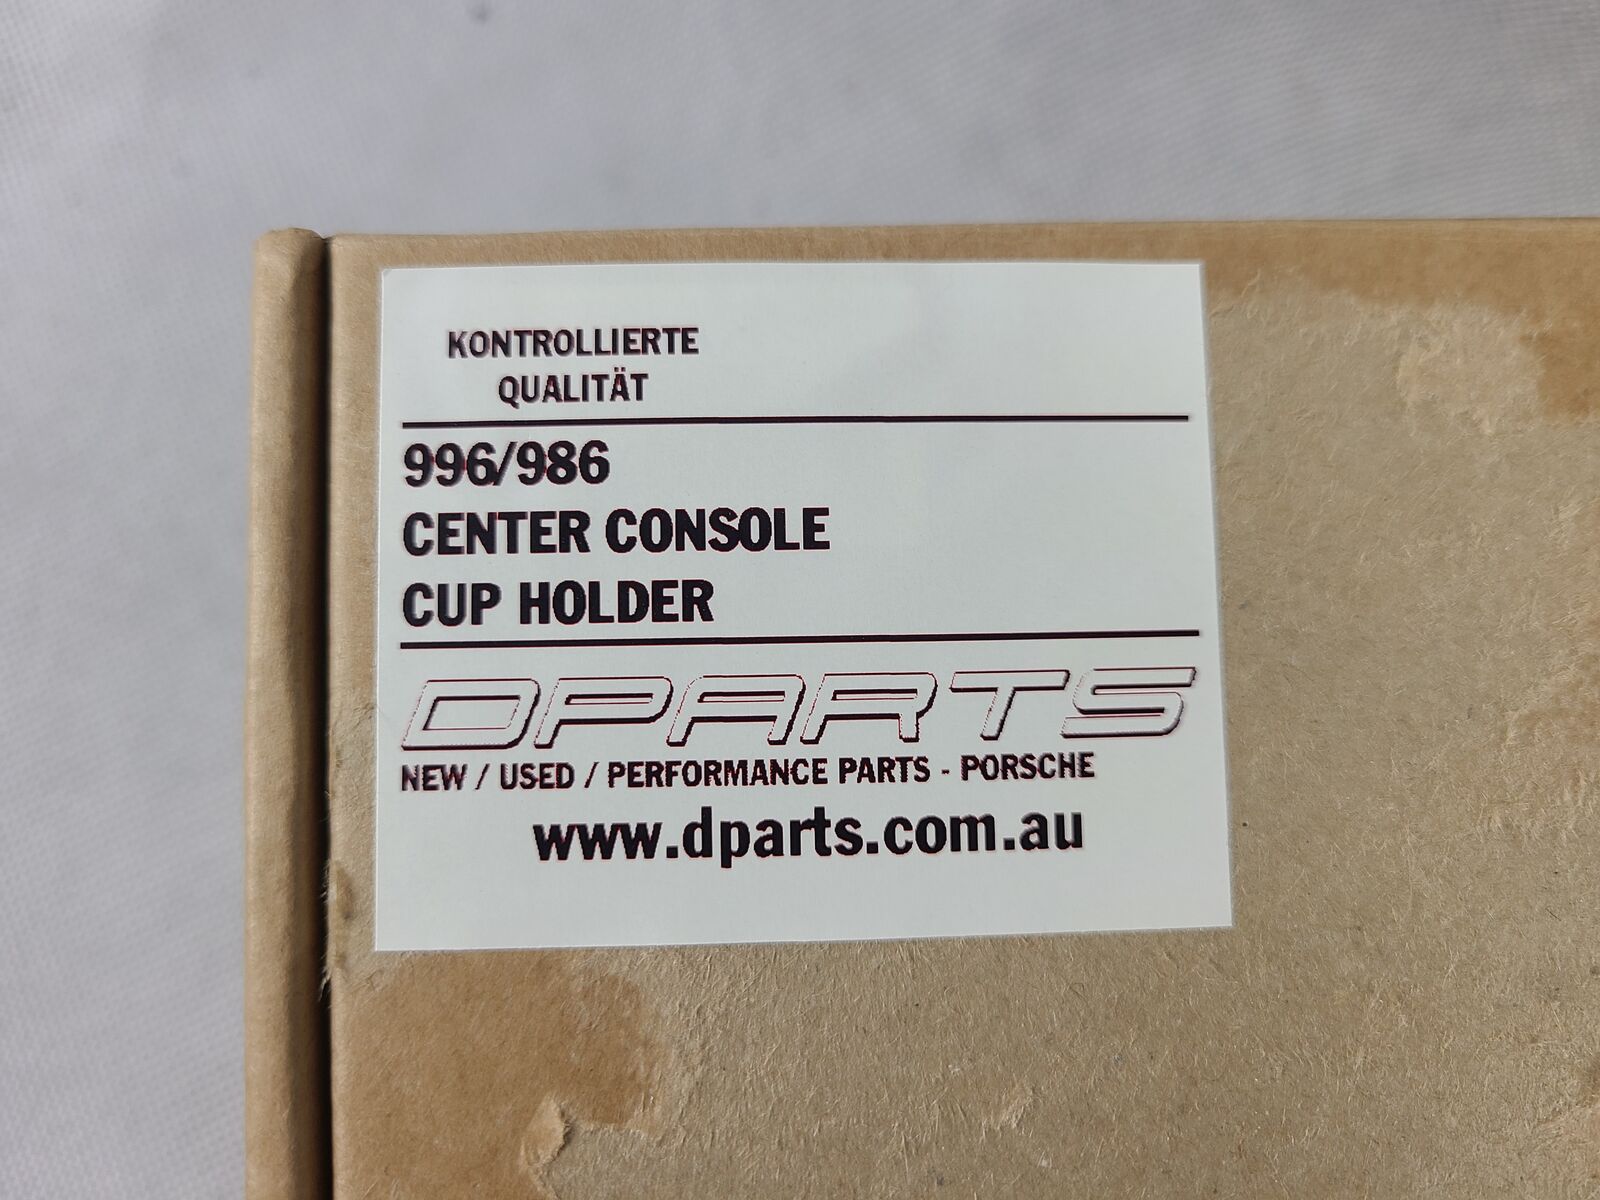 KONTROLLIERTE
QUALITÄT
996/986
CENTER CONSOLE
CUP HOLDER
DPARTS
NEW / USED / PERFORMANCE PARTS - PORSCHE
www.dparts.com.au